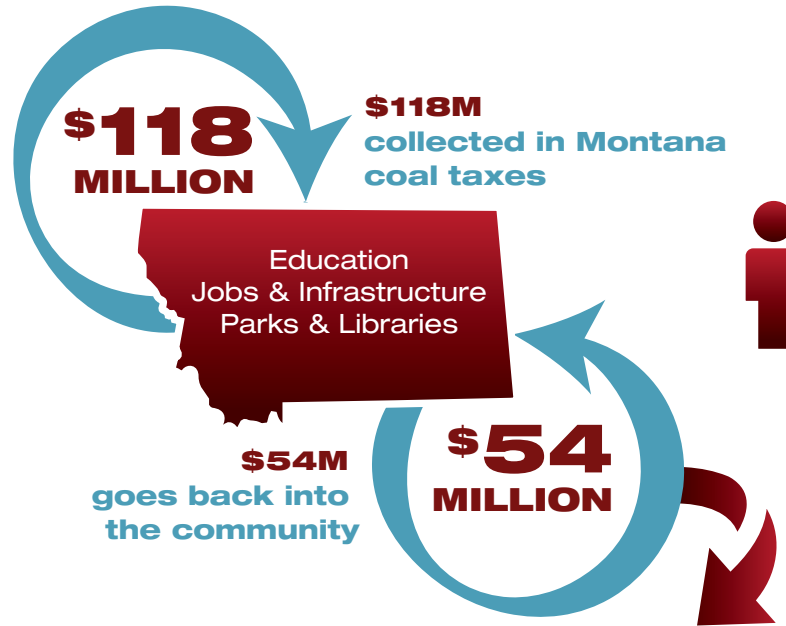 $118
MILLION
$118M
collected in Montana
coal taxes
Education
Jobs & Infrastructure
Parks & Libraries
$54M
goes back into
the community
$54
MILLION